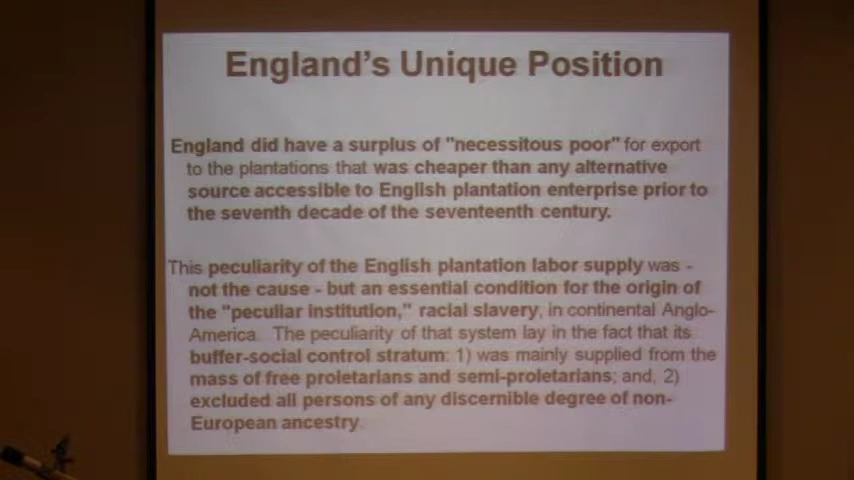 England's Unique Position
England did have a surplus of "necessitous poor" for export
to the plantations that was cheaper than any alternative
source accessible to English plantation enterprise prior to
the seventh decade of the seventeenth century.
This peculiarity of the English plantation labor supply was -
not the cause - but an essential condition for the origin of
the "peculiar institution," racial slavery, in continental Anglo-
America. The peculiarity of that system lay in the fact that its
buffer-social control stratum: 1) was mainly supplied from the
mass of free proletarians and semi-proletarians; and, 2)
excluded all persons of any discernible degree of non-
European ancestry.